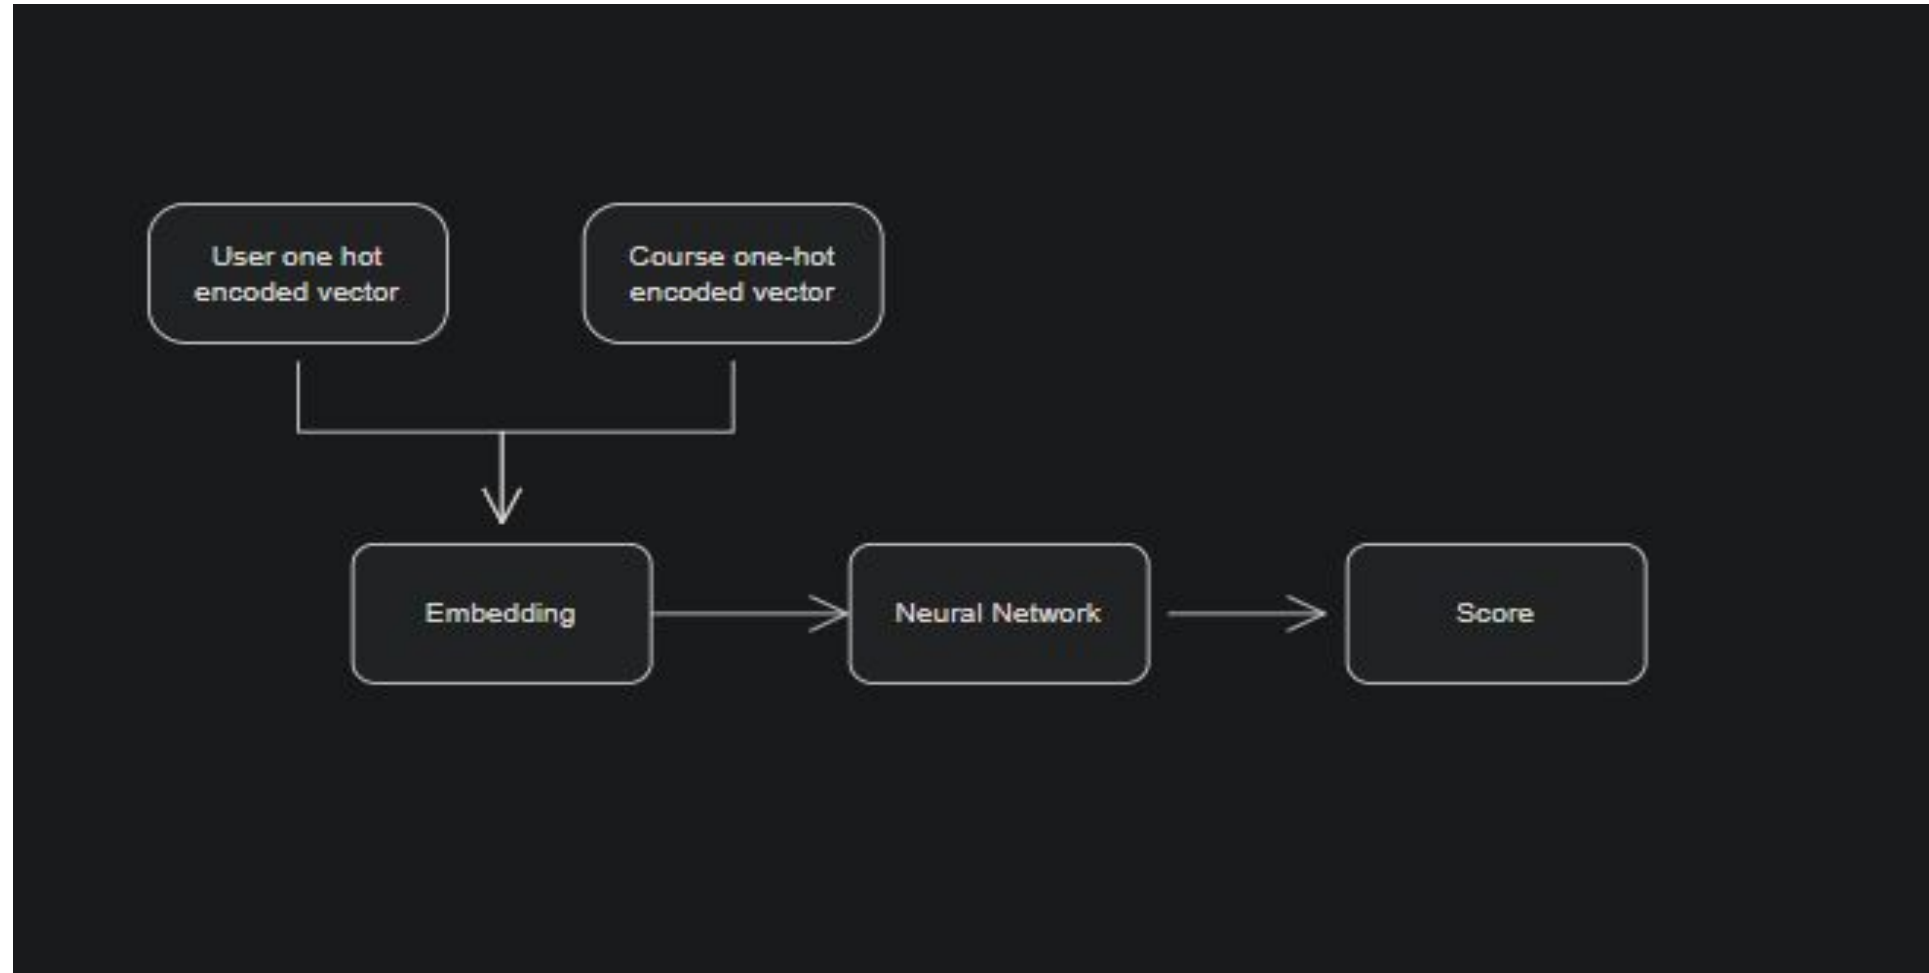 User one hot
encoded vector
Course one-hot
encoded vector
Embedding
Neural Network
Score